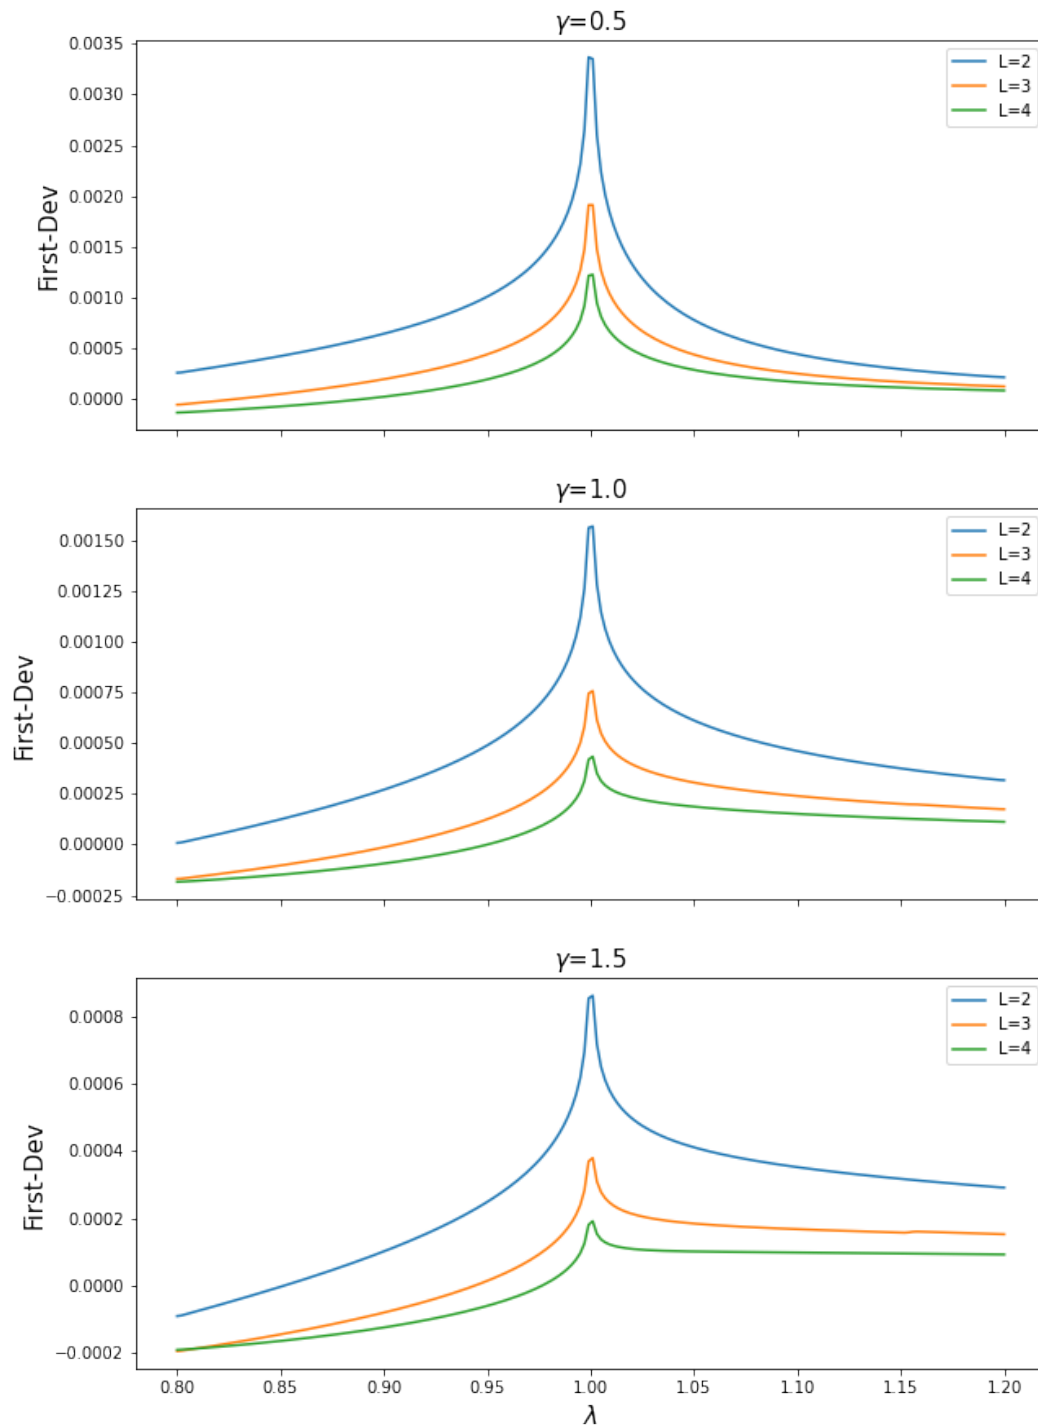 γ=0.5
First-Dev
0.0035
0.0030
0.0025
0.0020
0.0015
0.0010
0.0005
0.0000
L=2
L=3
L=4
γ=1.0
First-Dev
0.00150
0.00125
0.00100
0.00075
0.00050
0.00025
0.00000
−0.00025
L=2
L=3
L=4
γ=1.5
First-Dev
0.0008
0.0006
0.0004
0.0002
0.0000
−0.0002
L=2
L=3
L=4
0.80 0.85 0.90 0.95 1.00 1.05 1.10 1.15 1.20
λ